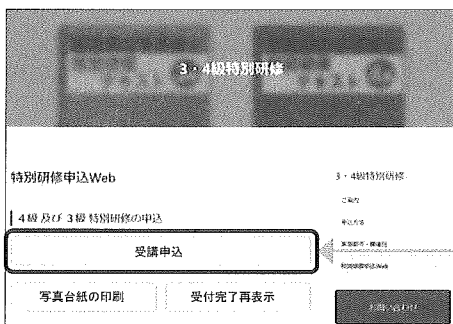 3・4級特別研修
特別研修申込Web
4級 及び 3級 特別研修の申込
受講申込
写真台紙の印刷
受付完了再表示
3・4級特別研修
ご案内
申込方法
お問い合わせ